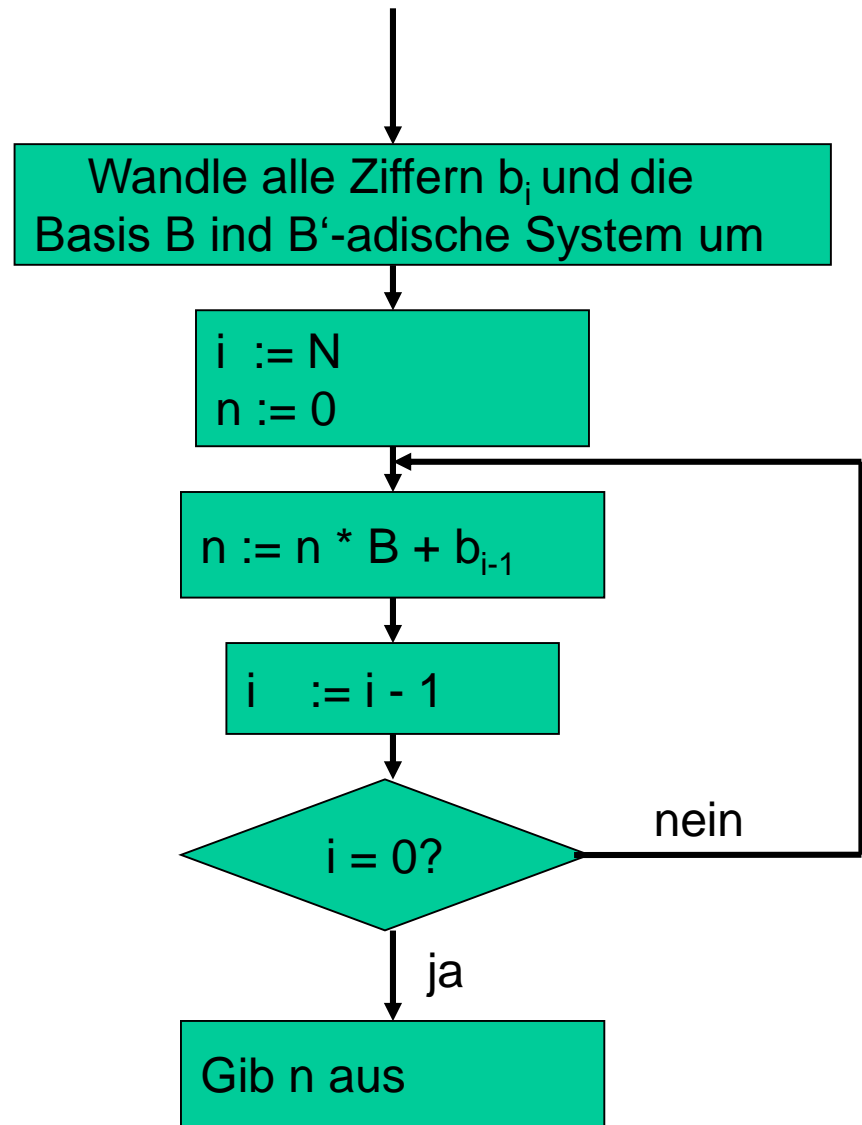 Wandle alle Ziffern bᵢ und die
Basis B ind B‘-adische System um
i := N
n := 0
n := n * B + bᵢ₋₁
i := i - 1
i = 0?
nein
ja
Gib n aus